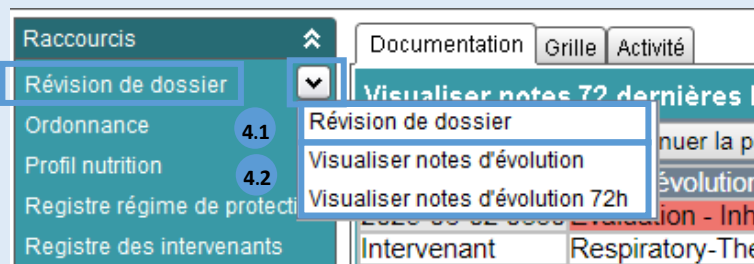 Raccourcis
Documentation Grille Activité
Révision de dossier
Visualiser notes 72 dernières
Ordonnance
4.1
Révision de dossier
nuer la p
Profil nutrition
4.2
Visualiser notes d'évolution
évolution
Registre régime de protecti
Visualiser notes d'évolution 72h
Evaluation - Inh
Registre des intervenants
Intervenant Respiratory-The